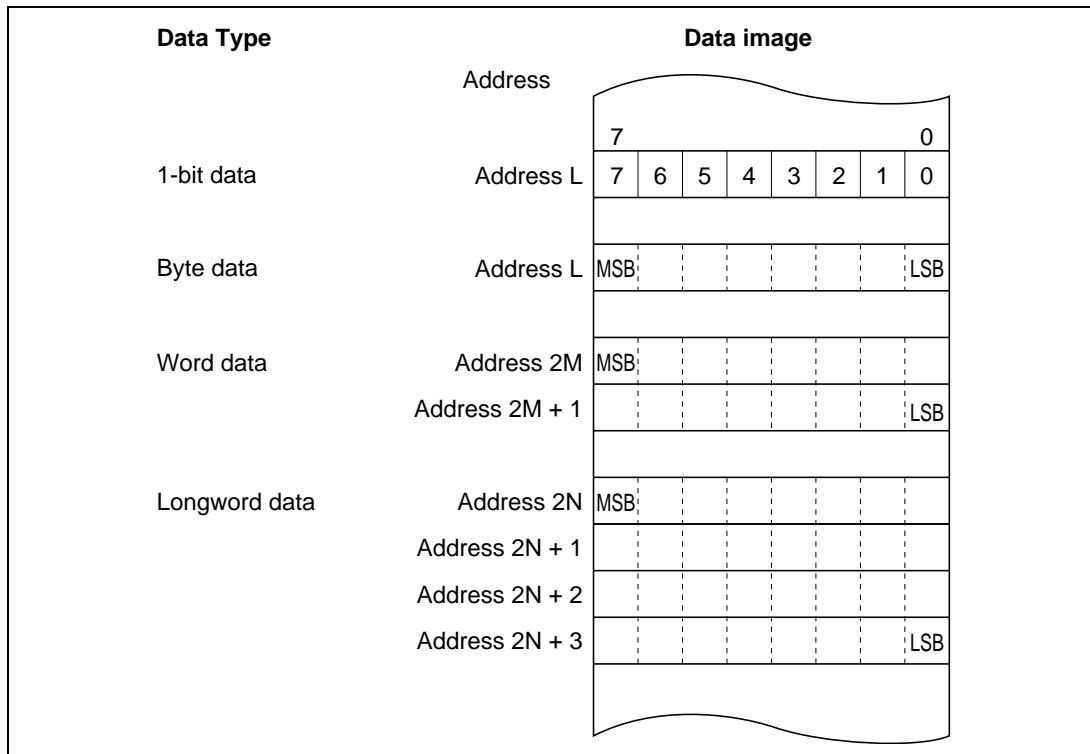 Data Type Data image
Address
7 0
1-bit data Address L 7 6 5 4 3 2 1 0
Byte data Address L MSB LSB
Word data Address 2M MSB
Address 2M + 1 LSB
Longword data Address 2N MSB
Address 2N + 1
Address 2N + 2
Address 2N + 3 LSB